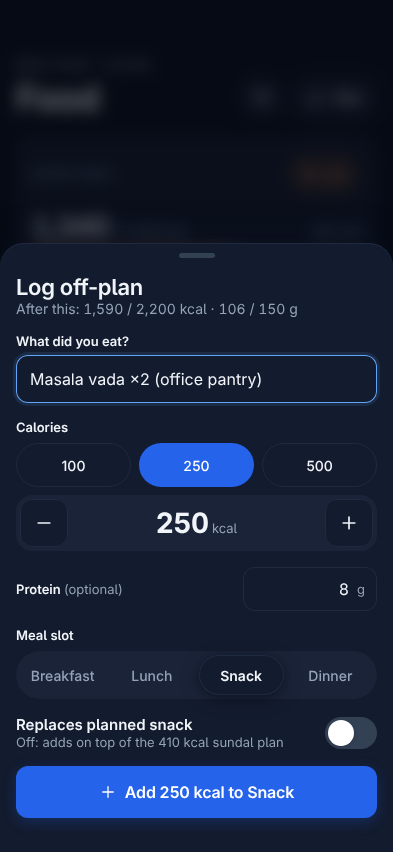 Food
Log off-plan
After this: 1,590 / 2,200 kcal · 106 / 150 g
What did you eat?
Masala vada ×2 (office pantry)
Calories
100 250 500
− 250 kcal +
Protein (optional) 8 g
Meal slot
Breakfast Lunch Snack Dinner
Replaces planned snack
Off: adds on top of the 410 kcal sundal plan
+ Add 250 kcal to Snack